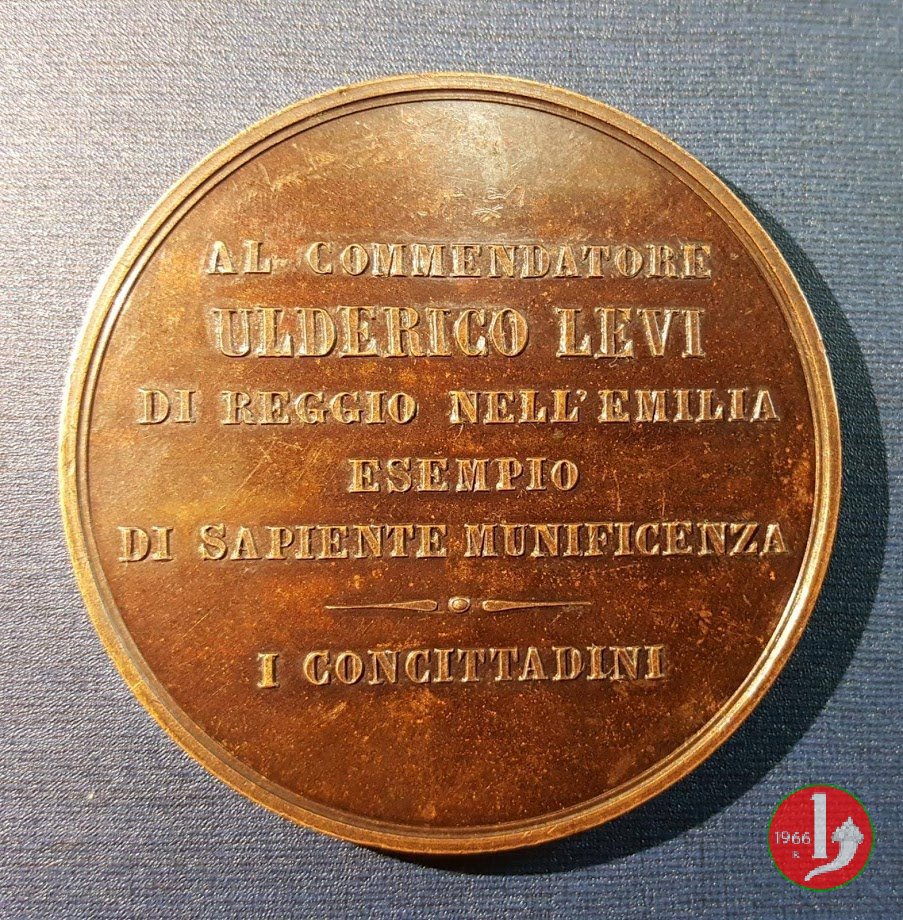 AL COMMENDATORE
ULDERICO LEVI
DI REGGIO NELL'EMILIA
ESEMPIO
DI SAPIENTE MUNIFICENZA
I CONCITTADINI
1966